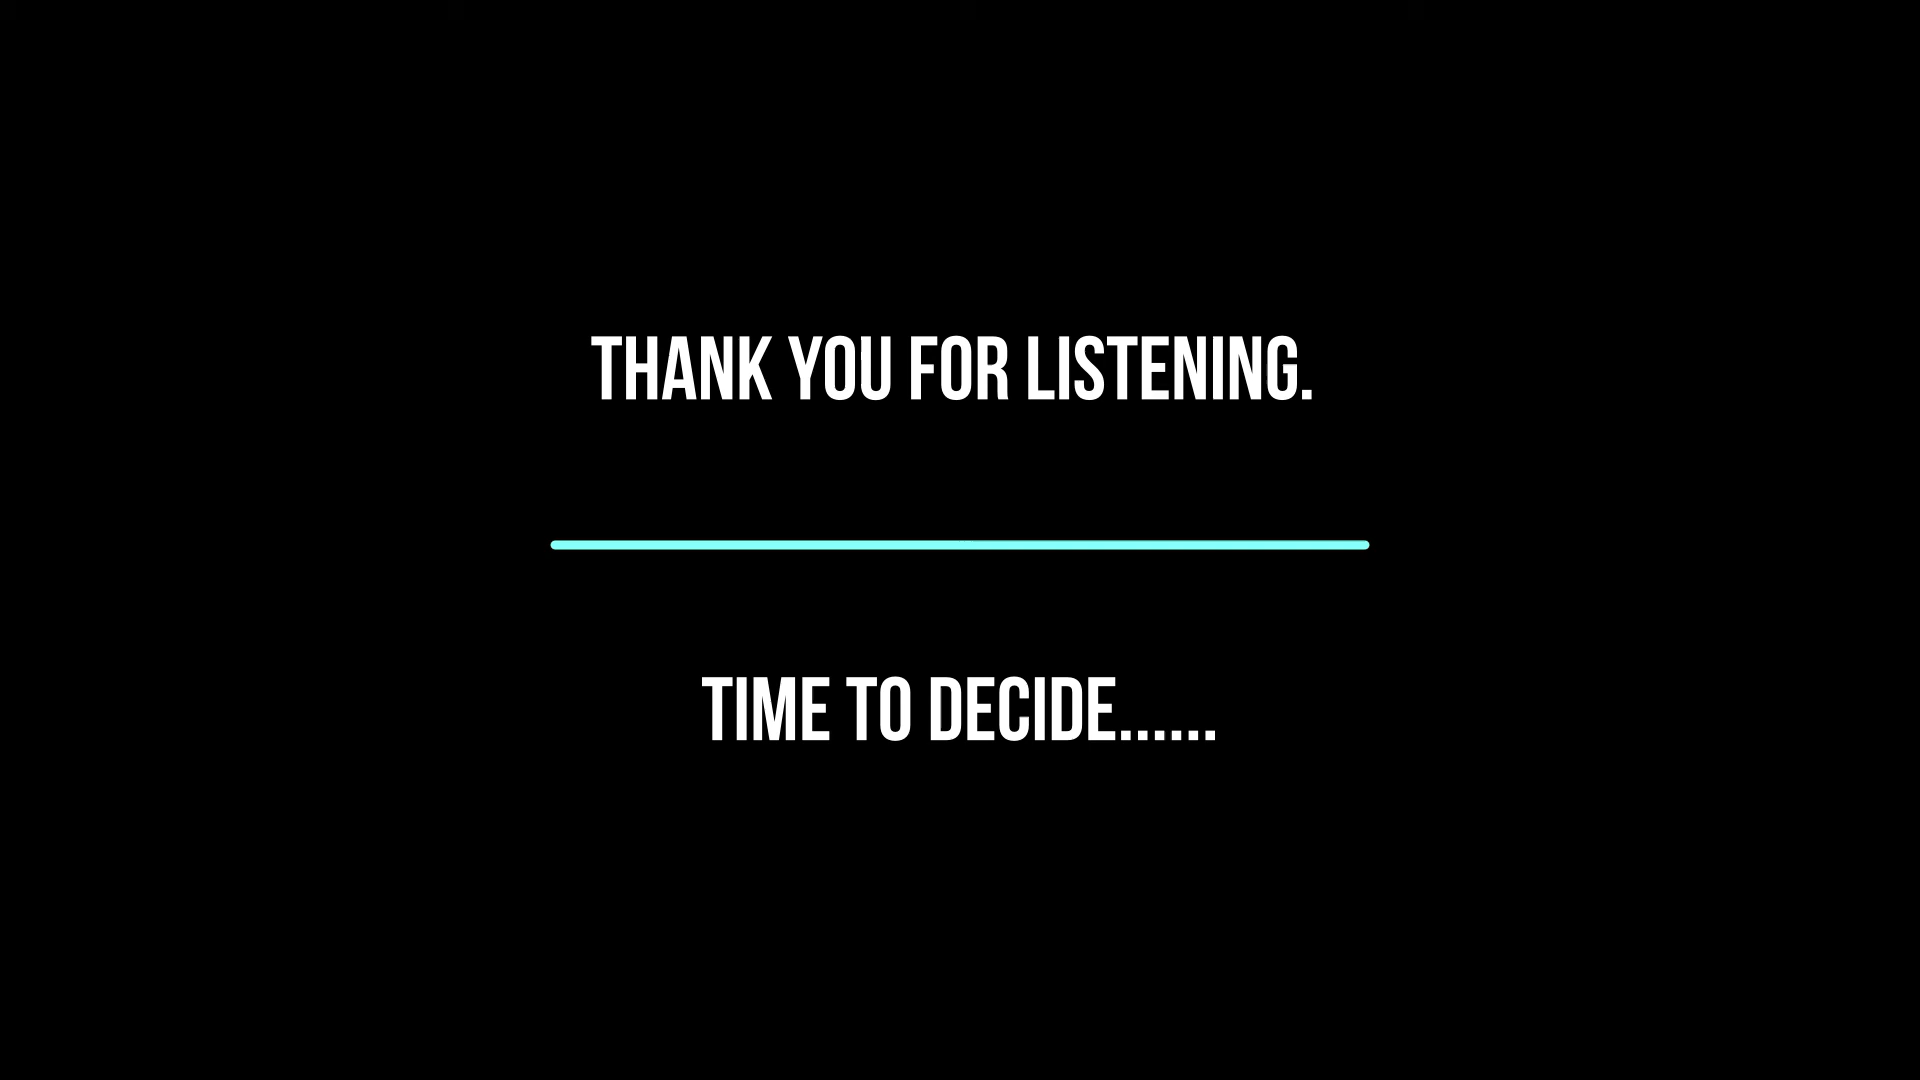 THANK YOU FOR LISTENING.
TIME TO DECIDE......